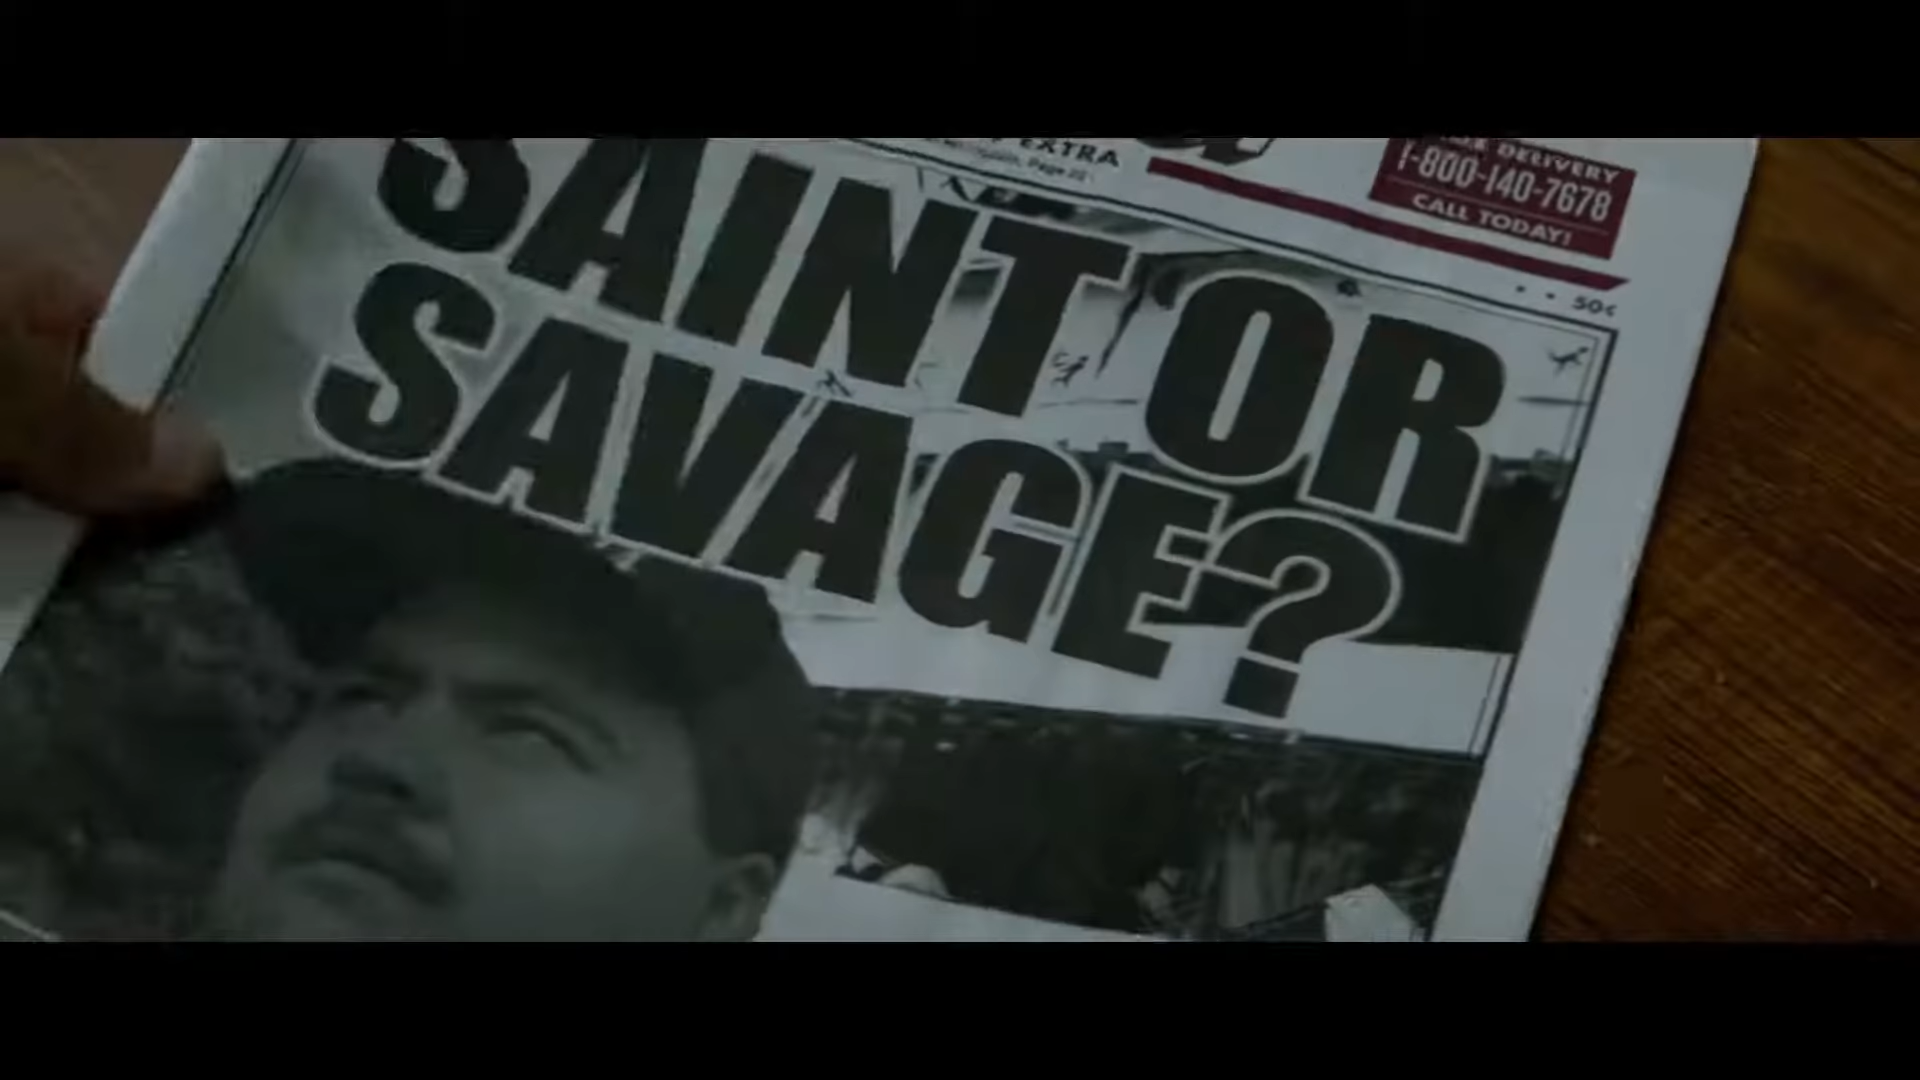 EXTRA
DELIVERY
1-800-140-7678
CALL TODAY!
50¢
SAINT OR
SAVAGE?